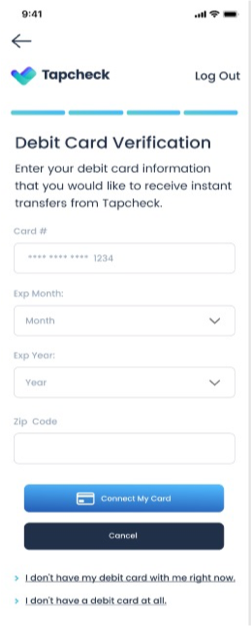 9:41
Tapcheck
Log Out
Debit Card Verification
Enter your debit card information
that you would like to receive instant
transfers from Tapcheck.
Card #
**** **** **** 1234
Exp Month:
Month
Exp Year:
Year
Zip Code
Connect My Card
Cancel
> I don't have my debit card with me right now.
> I don't have a debit card at all.